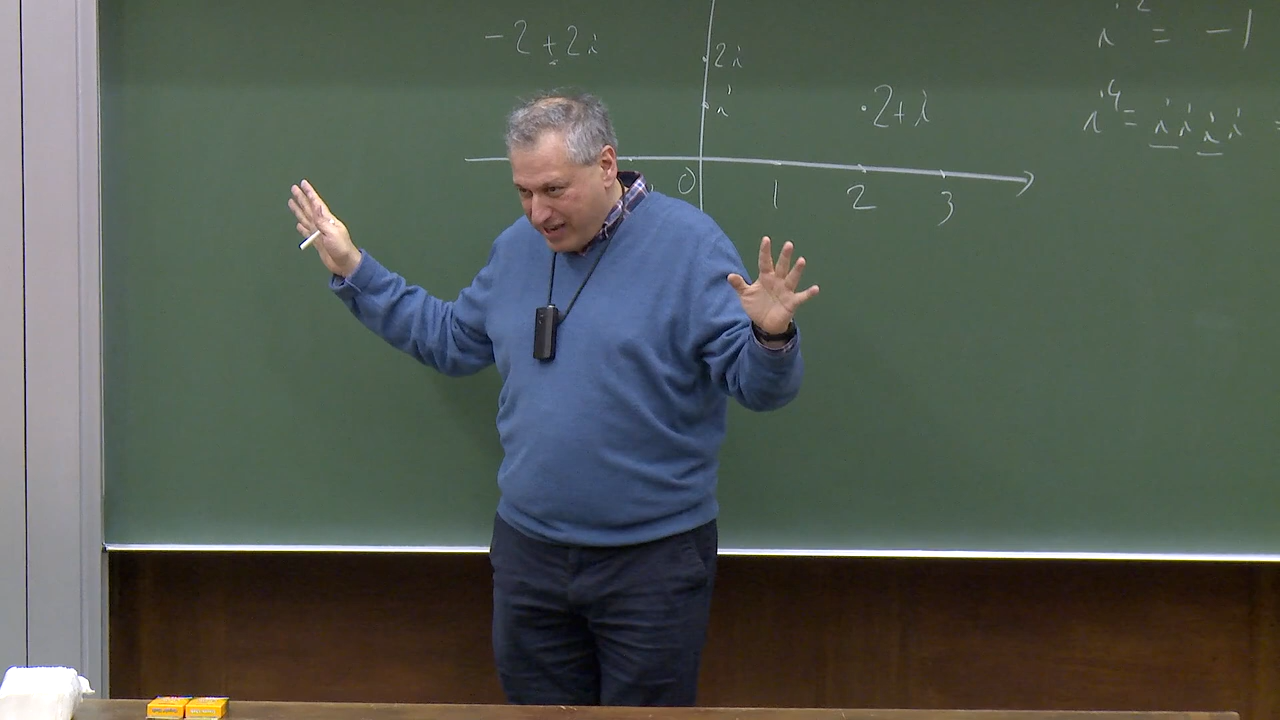 -2+2i
2i
i
·2+i
0 1 2 3
i² = -1
i⁴ = i i i i =